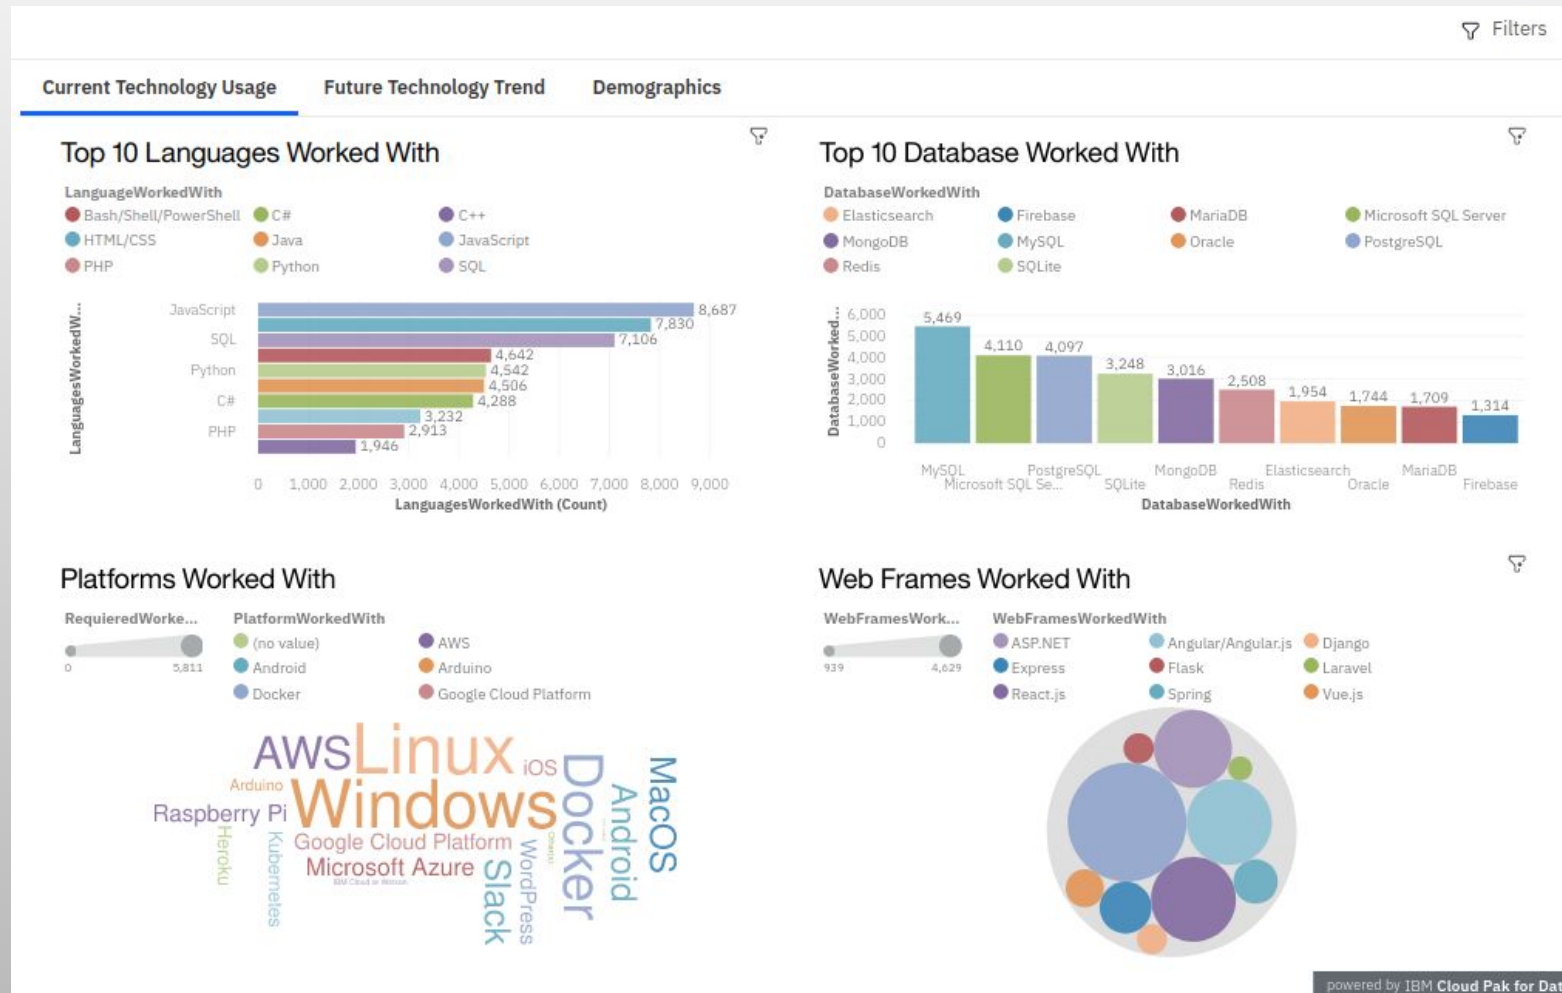 Filters
Current Technology Usage Future Technology Trend Demographics
Top 10 Languages Worked With
LanguageWorkedWith
Bash/Shell/PowerShell C# C++
HTML/CSS Java JavaScript
PHP Python SQL
LanguagesWorkedW...
JavaScript 8,687
7,830
SQL 7,106
4,642
Python 4,542
4,506
C# 4,288
3,232
PHP 2,913
1,946
0 1,000 2,000 3,000 4,000 5,000 6,000 7,000 8,000 9,000
LanguagesWorkedWith (Count)
Top 10 Database Worked With
DatabaseWorkedWith
Elasticsearch Firebase MariaDB Microsoft SQL Server
MongoDB MySQL Oracle PostgreSQL
Redis SQLite
DatabaseWorked...
6,000
5,000
4,000
3,000
2,000
1,000
0
5,469 4,110 4,097 3,248 3,016 2,508 1,954 1,744 1,709 1,314
MySQL PostgreSQL MongoDB Elasticsearch MariaDB
Microsoft SQL Se... SQLite Redis Oracle Firebase
DatabaseWorkedWith
Platforms Worked With
RequieredWorke... PlatformWorkedWith
0 5,811
(no value) AWS
Android Arduino
Docker Google Cloud Platform
AWS
Linux
iOS
Docker
MacOS
Arduino
Windows
Android
Raspberry Pi
Heroku
Kubernetes
Google Cloud Platform
Microsoft Azure
IBM Cloud or Watson
Slack
WordPress
Web Frames Worked With
WebFramesWork... WebFramesWorkedWith
939 4,629
ASP.NET Angular/Angular.js Django
Express Flask Laravel
React.js Spring Vue.js
powered by IBM Cloud Pak for Dat